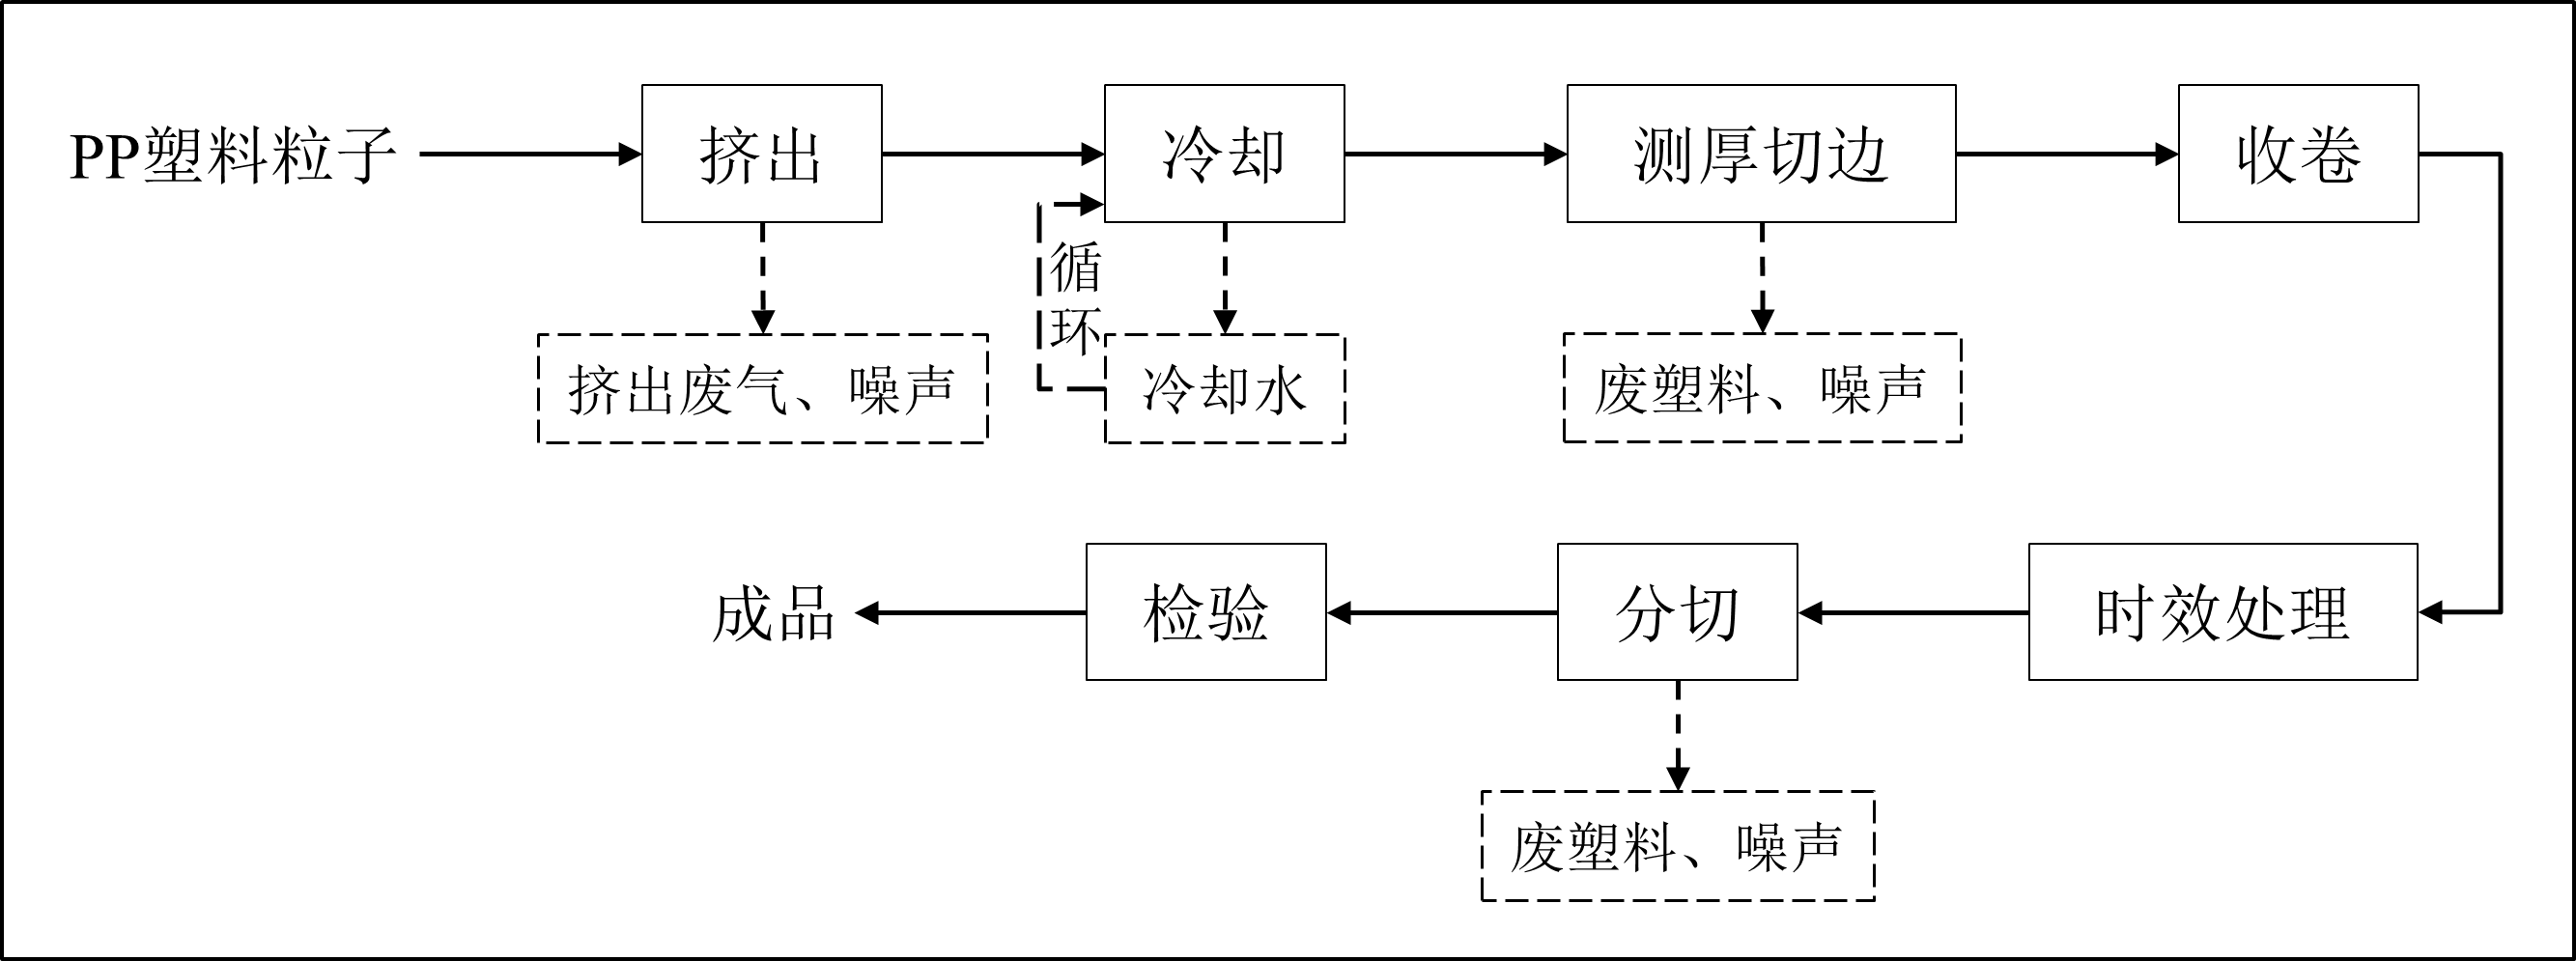 PP塑料粒子
挤出
冷却
测厚切边
收卷
循
环
挤出废气、噪声
冷却水
废塑料、噪声
成品
检验
分切
时效处理
废塑料、噪声